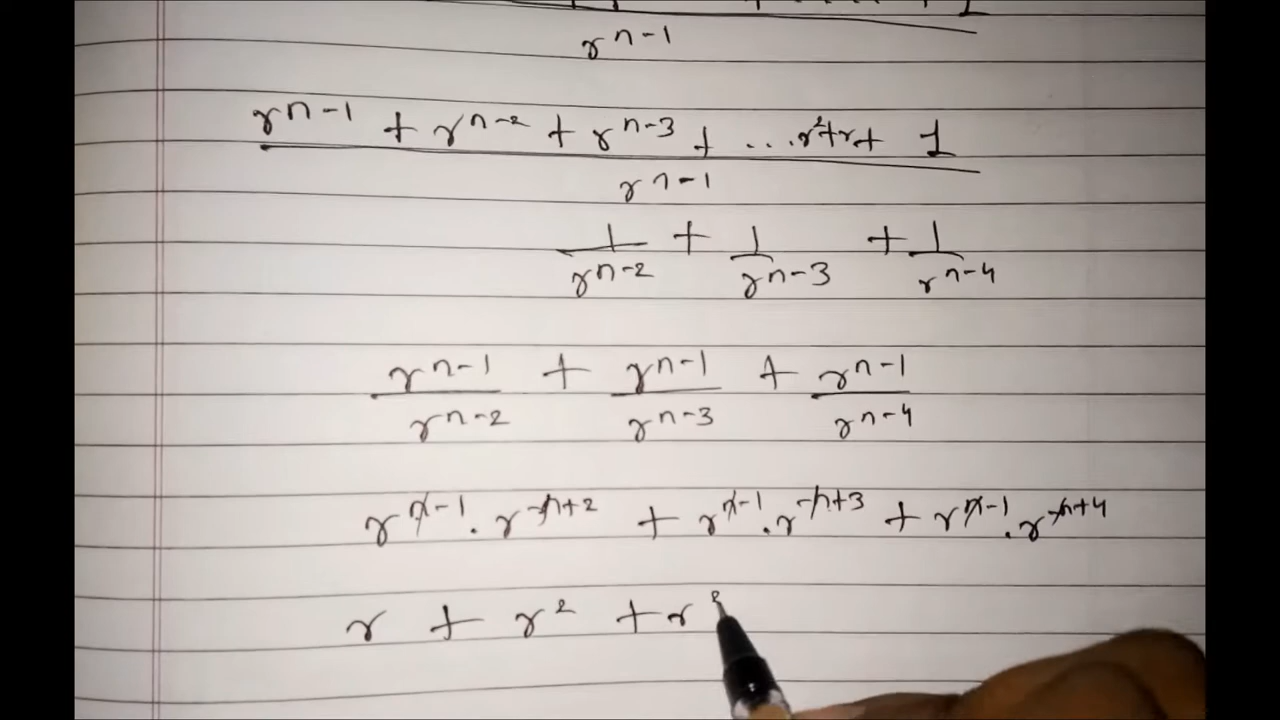 r^{n-1}
r^{n-1} + r^{n-2} + r^{n-3} + ... r^2 + r + 1
r^{n-1}
1/r^{n-2} + 1/r^{n-3} + 1/r^{n-4}
r^{n-1}/r^{n-2} + r^{n-1}/r^{n-3} + r^{n-1}/r^{n-4}
r^{n-1} . r^{-n+2} + r^{n-1} . r^{-n+3} + r^{n-1} . r^{-n+4}
r + r^2 + r